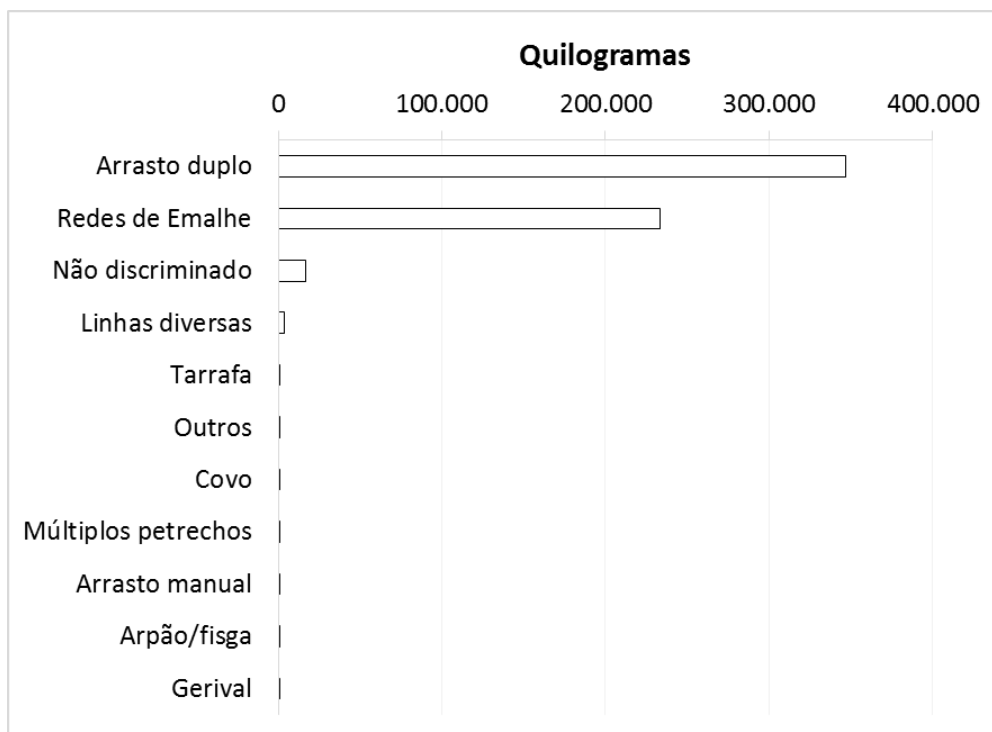 Quilogramas
0 100.000 200.000 300.000 400.000
Arrasto duplo
Redes de Emalhe
Não discriminado
Linhas diversas
Tarrafa
Outros
Covo
Múltiplos petrechos
Arrasto manual
Arpão/fisga
Gerival